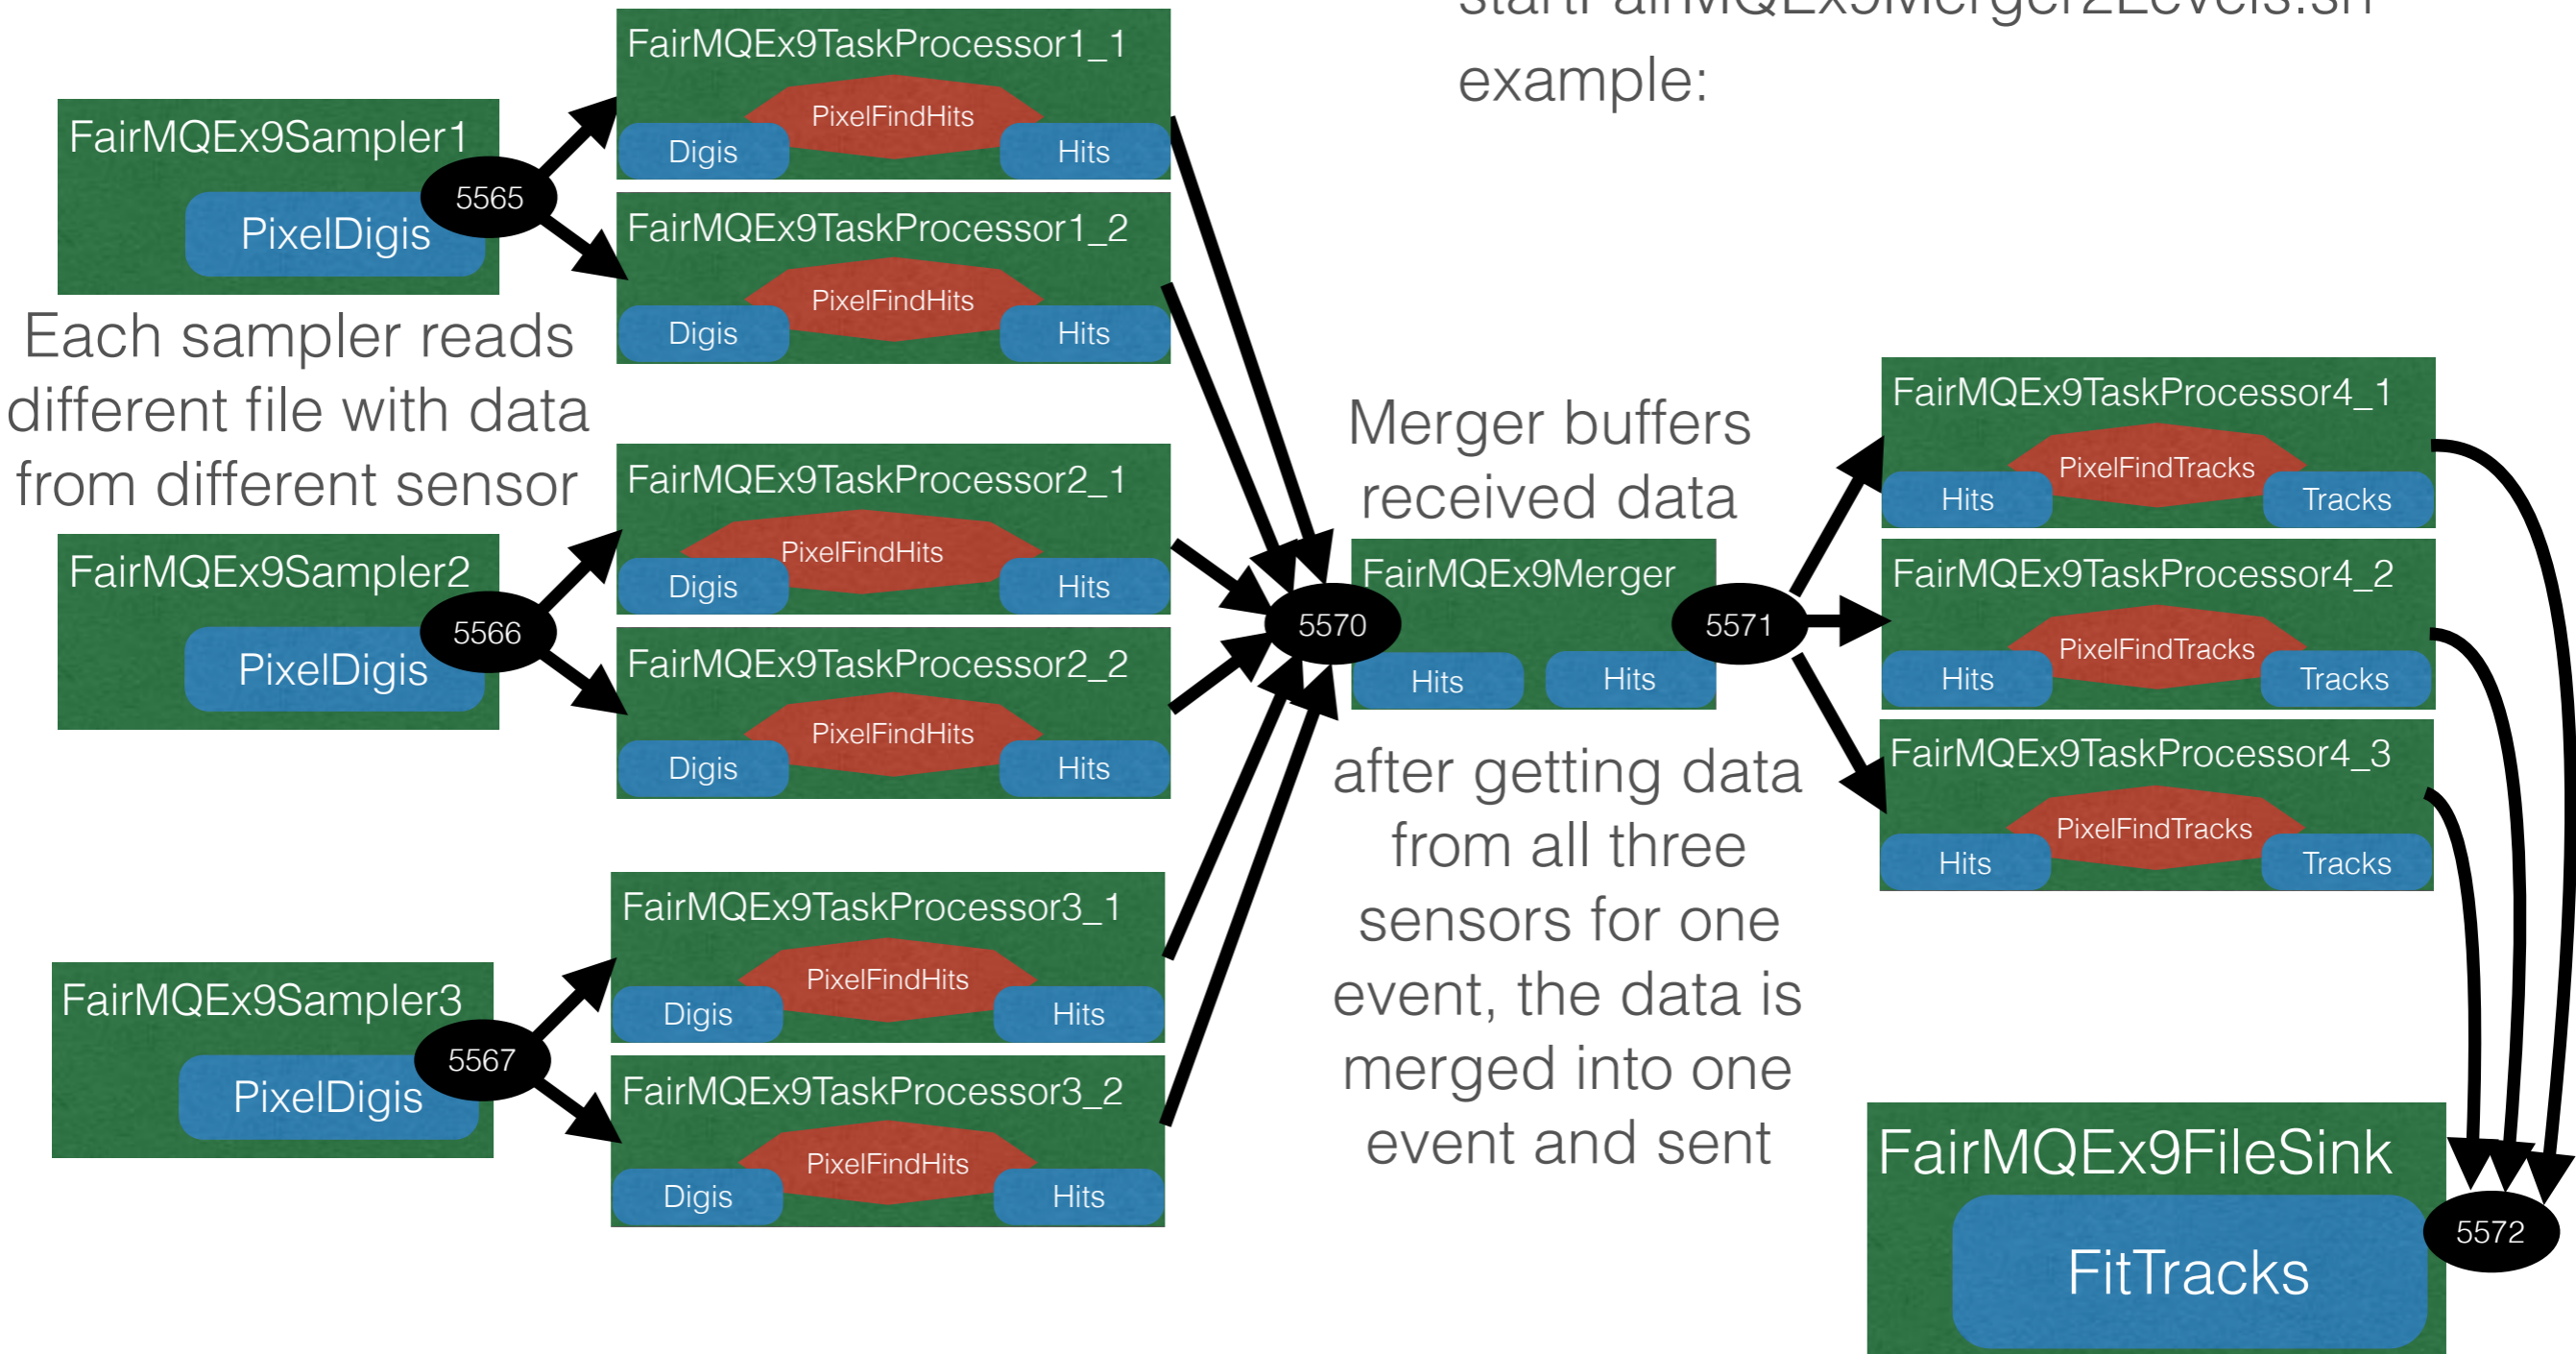 startFairMQEx9Merger2Levels.sh
example:
FairMQEx9Sampler1
PixelDigis
5565
FairMQEx9TaskProcessor1_1
PixelFindHits
Digis
Hits
FairMQEx9TaskProcessor1_2
PixelFindHits
Digis
Hits
Each sampler reads
different file with data
from different sensor
FairMQEx9Sampler2
PixelDigis
5566
FairMQEx9TaskProcessor2_1
PixelFindHits
Digis
Hits
FairMQEx9TaskProcessor2_2
PixelFindHits
Digis
Hits
FairMQEx9Sampler3
PixelDigis
5567
FairMQEx9TaskProcessor3_1
PixelFindHits
Digis
Hits
FairMQEx9TaskProcessor3_2
PixelFindHits
Digis
Hits
Merger buffers
received data
FairMQEx9Merger
5570
Hits
Hits
5571
after getting data
from all three
sensors for one
event, the data is
merged into one
event and sent
FairMQEx9TaskProcessor4_1
PixelFindTracks
Hits
Tracks
FairMQEx9TaskProcessor4_2
PixelFindTracks
Hits
Tracks
FairMQEx9TaskProcessor4_3
PixelFindTracks
Hits
Tracks
FairMQEx9FileSink
FitTracks
5572